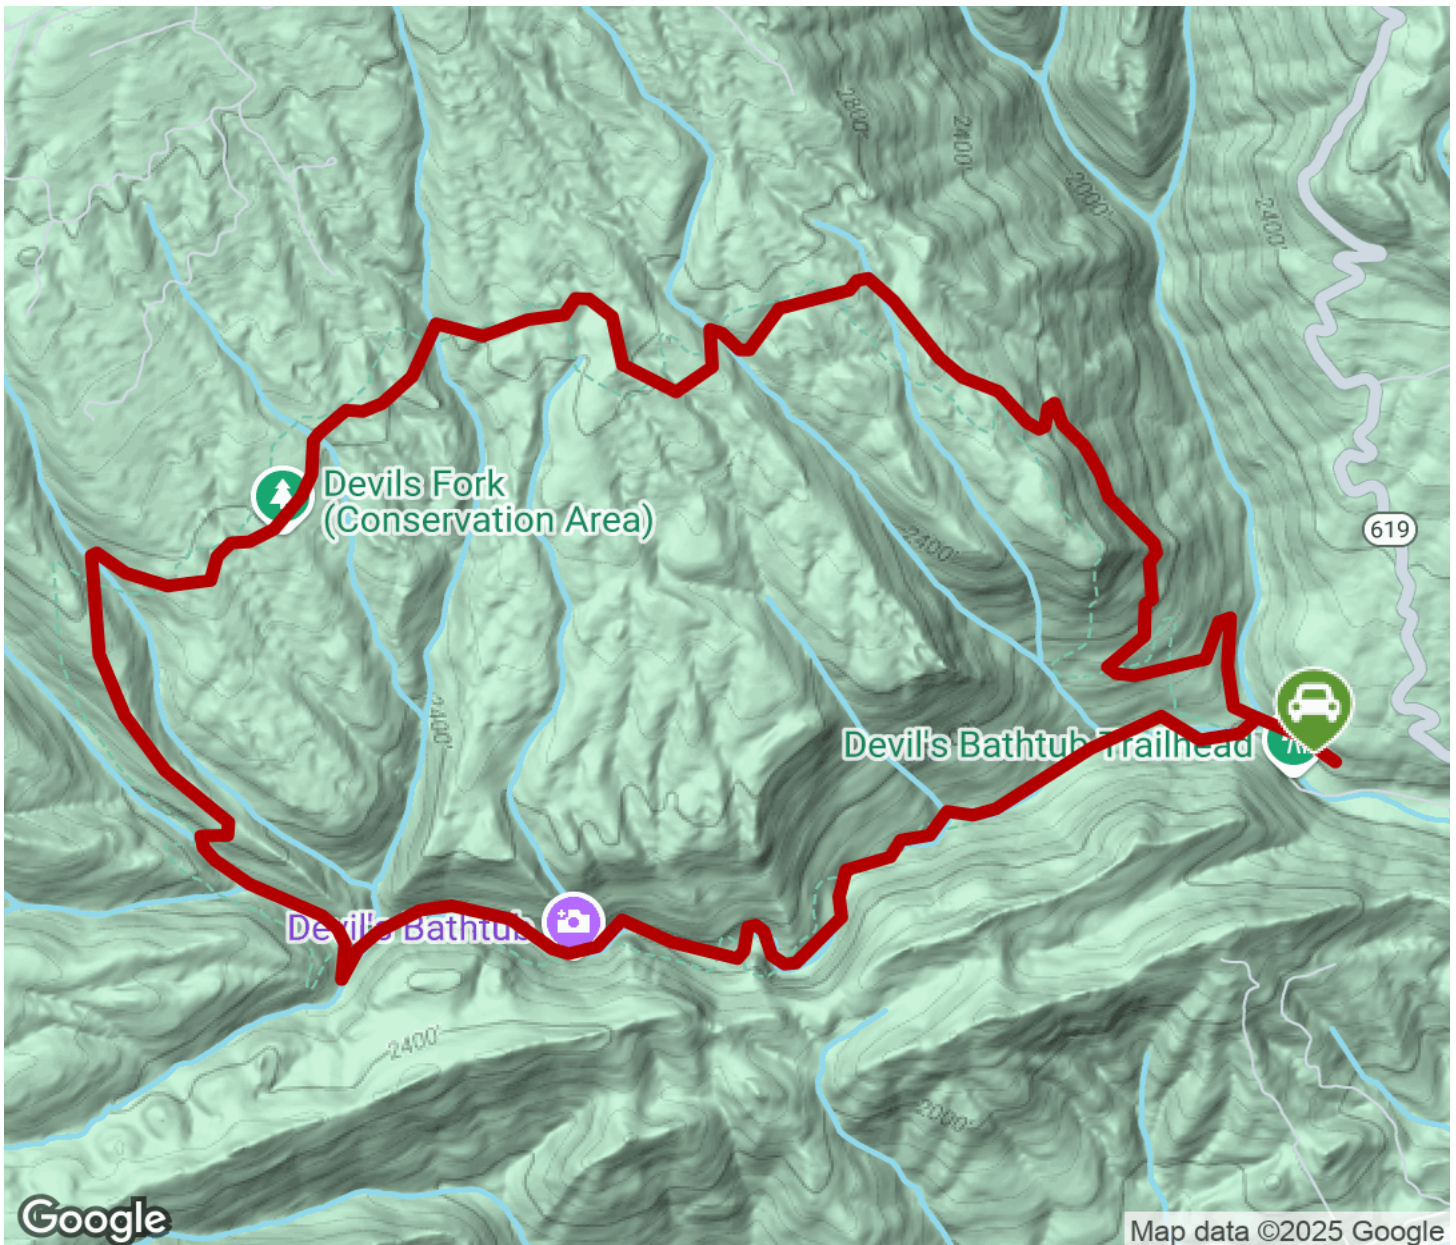 2800'
2400'
2000'
2400'
Devils Fork
(Conservation Area)
619
2400'
2400'
Devil's Bathtub Trailhead
Devil's Bathtub
2400'
2000'
Google
Map data ©2025 Google